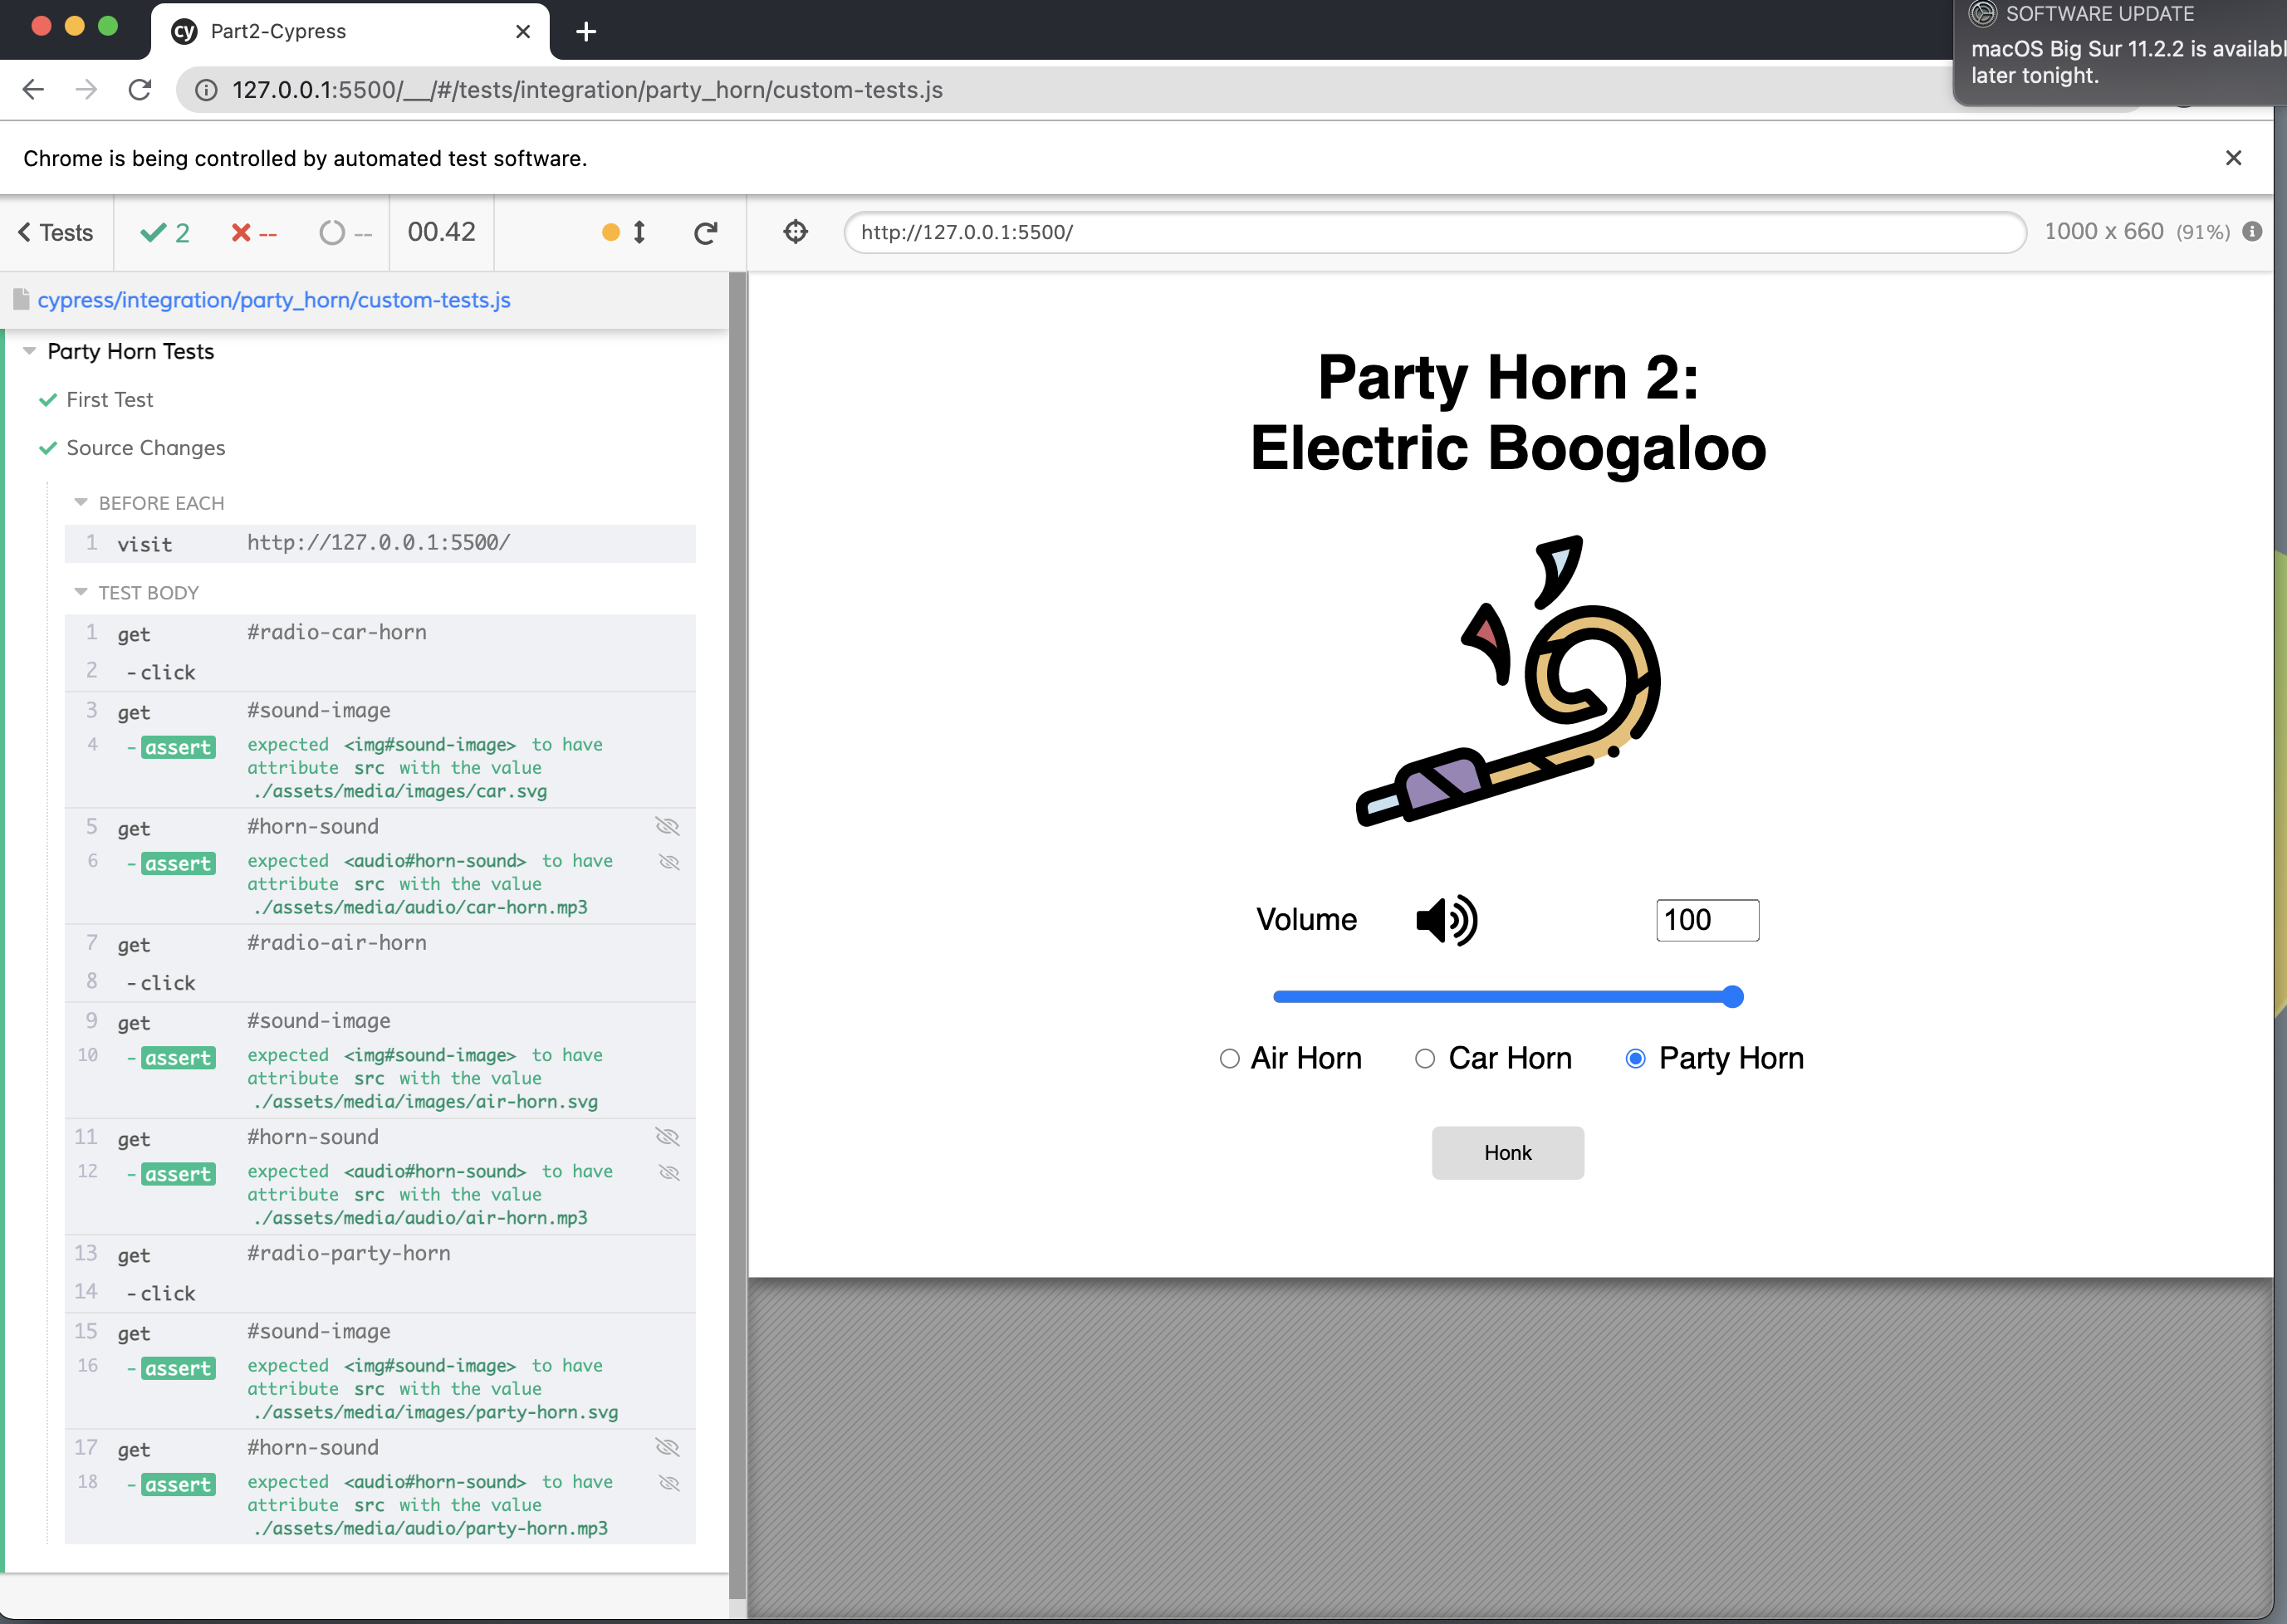 SOFTWARE UPDATE
macOS Big Sur 11.2.2 is availabl
later tonight.
cy Part2-Cypress
127.0.0.1:5500/__/#/tests/integration/party_horn/custom-tests.js
Chrome is being controlled by automated test software.
Tests 2 -- -- 00.42
http://127.0.0.1:5500/ 1000 x 660 (91%)
cypress/integration/party_horn/custom-tests.js
Party Horn Tests
First Test
Source Changes
BEFORE EACH
1 visit http://127.0.0.1:5500/
TEST BODY
1 get #radio-car-horn
2 -click
3 get #sound-image
4 -assert expected <img#sound-image> to have
attribute src with the value
./assets/media/images/car.svg
5 get #horn-sound
6 -assert expected <audio#horn-sound> to have
attribute src with the value
./assets/media/audio/car-horn.mp3
7 get #radio-air-horn
8 -click
9 get #sound-image
10 -assert expected <img#sound-image> to have
attribute src with the value
./assets/media/images/air-horn.svg
11 get #horn-sound
12 -assert expected <audio#horn-sound> to have
attribute src with the value
./assets/media/audio/air-horn.mp3
13 get #radio-party-horn
14 -click
15 get #sound-image
16 -assert expected <img#sound-image> to have
attribute src with the value
./assets/media/images/party-horn.svg
17 get #horn-sound
18 -assert expected <audio#horn-sound> to have
attribute src with the value
./assets/media/audio/party-horn.mp3
Party Horn 2:
Electric Boogaloo
Volume 100
Air Horn Car Horn Party Horn
Honk